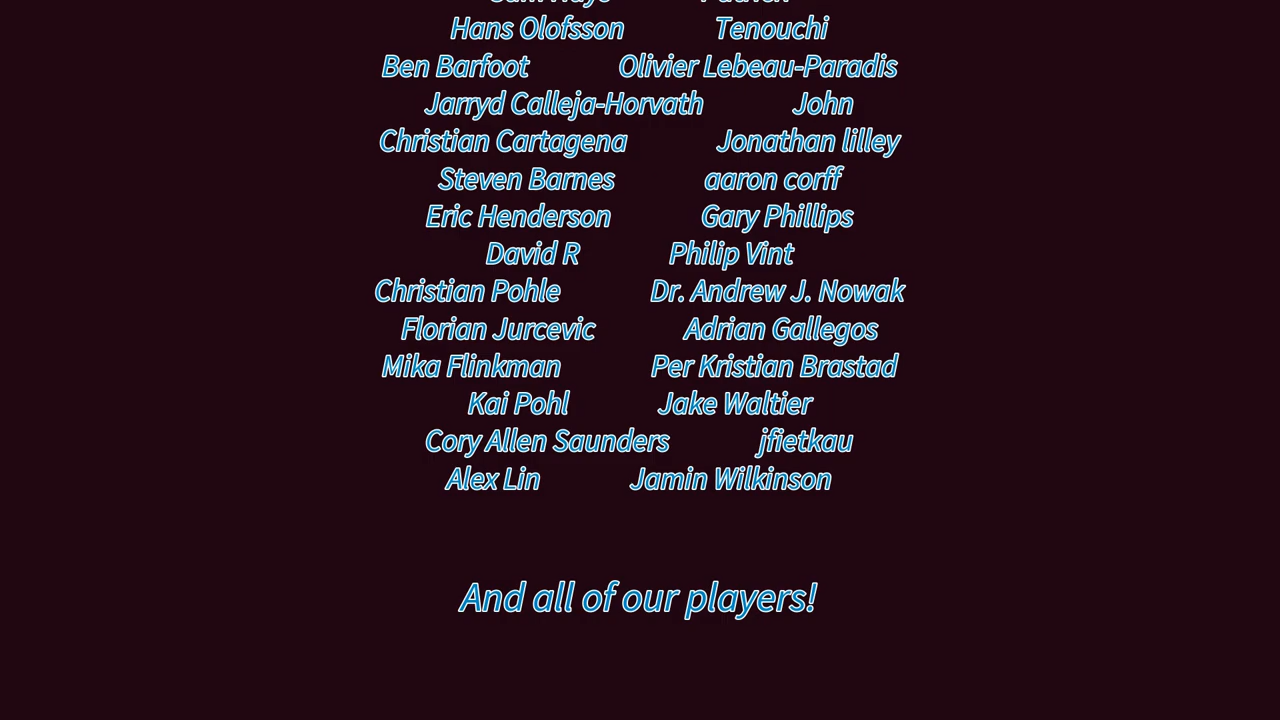 Hans Olofsson Tenouchi
Ben Barfoot Olivier Lebeau-Paradis
Jarryd Calleja-Horvath John
Christian Cartagena Jonathan lilley
Steven Barnes aaron corff
Eric Henderson Gary Phillips
David R Philip Vint
Christian Pohle Dr. Andrew J. Nowak
Florian Jurcevic Adrian Gallegos
Mika Flinkman Per Kristian Brastad
Kai Pohl Jake Waltier
Cory Allen Saunders jfietkau
Alex Lin Jamin Wilkinson
And all of our players!